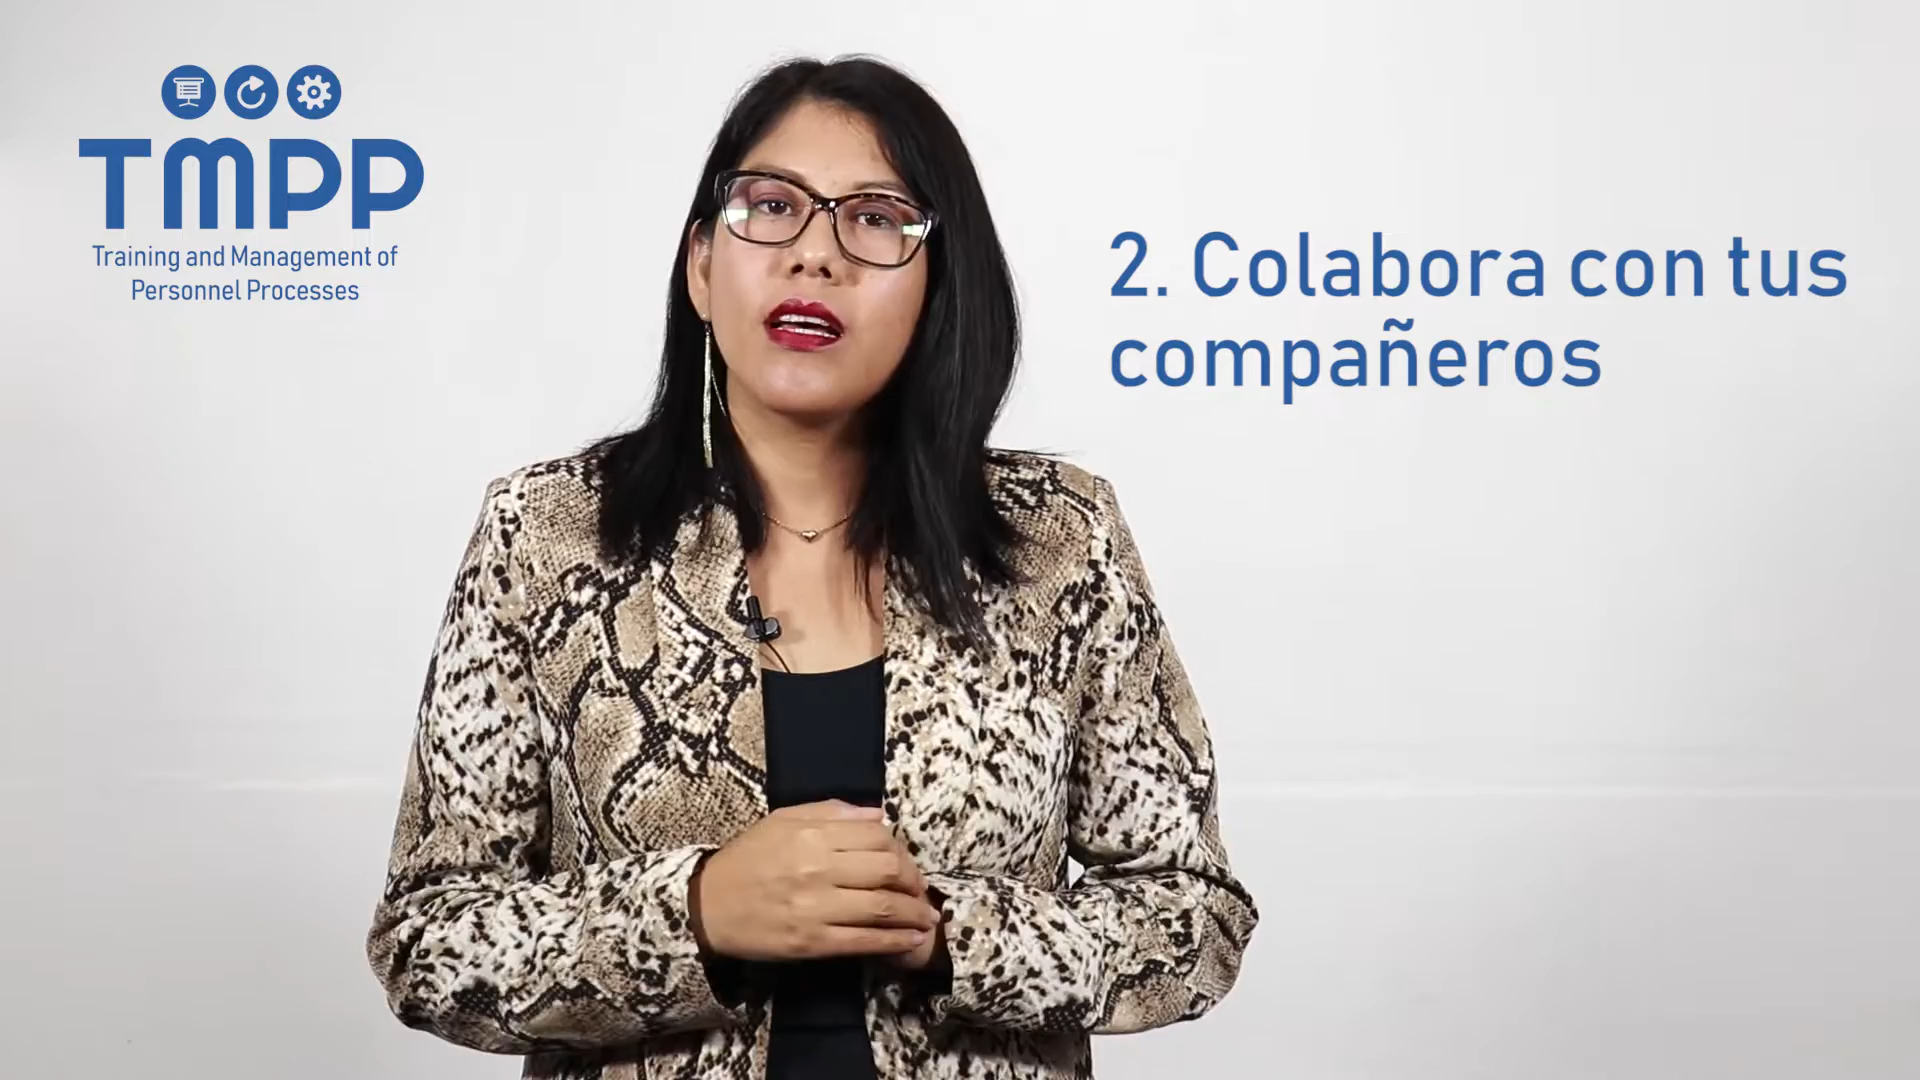 TMPP
Training and Management of
Personnel Processes
2. Colabora con tus
compañeros